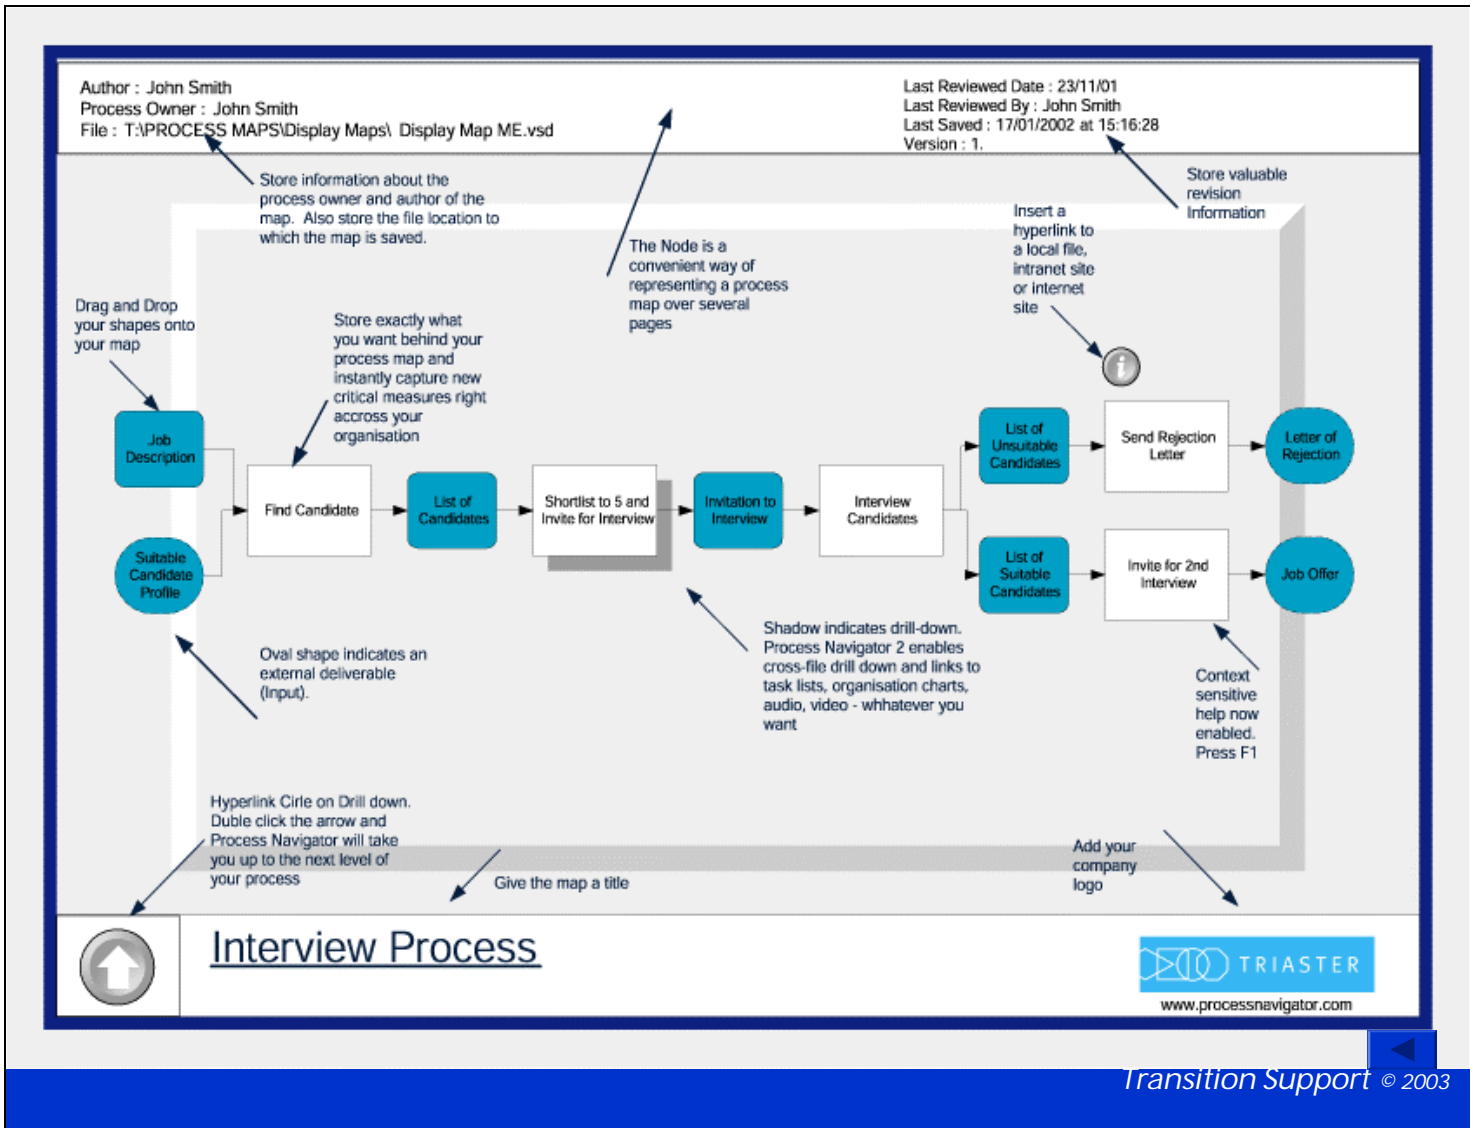 Author : John Smith
Process Owner : John Smith
File : T:\PROCESS MAPS\Display Maps\ Display Map ME.vsd
Last Reviewed Date : 23/11/01
Last Reviewed By : John Smith
Last Saved : 17/01/2002 at 15:16:28
Version : 1.
Store information about the
process owner and author of the
map. Also store the file location to
which the map is saved.
The Node is a
convenient way of
representing a process
map over several
pages
Store valuable
revision
Information
Insert a
hyperlink to
a local file,
intranet site
or internet
site
Drag and Drop
your shapes onto
your map
Store exactly what
you want behind your
process map and
instantly capture new
critical measures right
accross your
organisation
i
Job
Description
Suitable
Candidate
Profile
Find Candidate
List of
Candidates
Shortlist to 5 and
Invite for Interview
Invitation to
Interview
Interview
Candidates
List of
Unsuitable
Candidates
Send Rejection
Letter
Letter of
Rejection
List of
Suitable
Candidates
Invite for 2nd
Interview
Job Offer
Oval shape indicates an
external deliverable
(Input).
Shadow indicates drill-down.
Process Navigator 2 enables
cross-file drill down and links to
task lists, organisation charts,
audio, video - whhatever you
want
Context
sensitive
help now
enabled.
Press F1
Hyperlink Cirle on Drill down.
Duble click the arrow and
Process Navigator will take
you up to the next level of
your process
Give the map a title
Add your
company
logo
Interview Process
TRIASTER
www.processnavigator.com
Transition Support © 2003